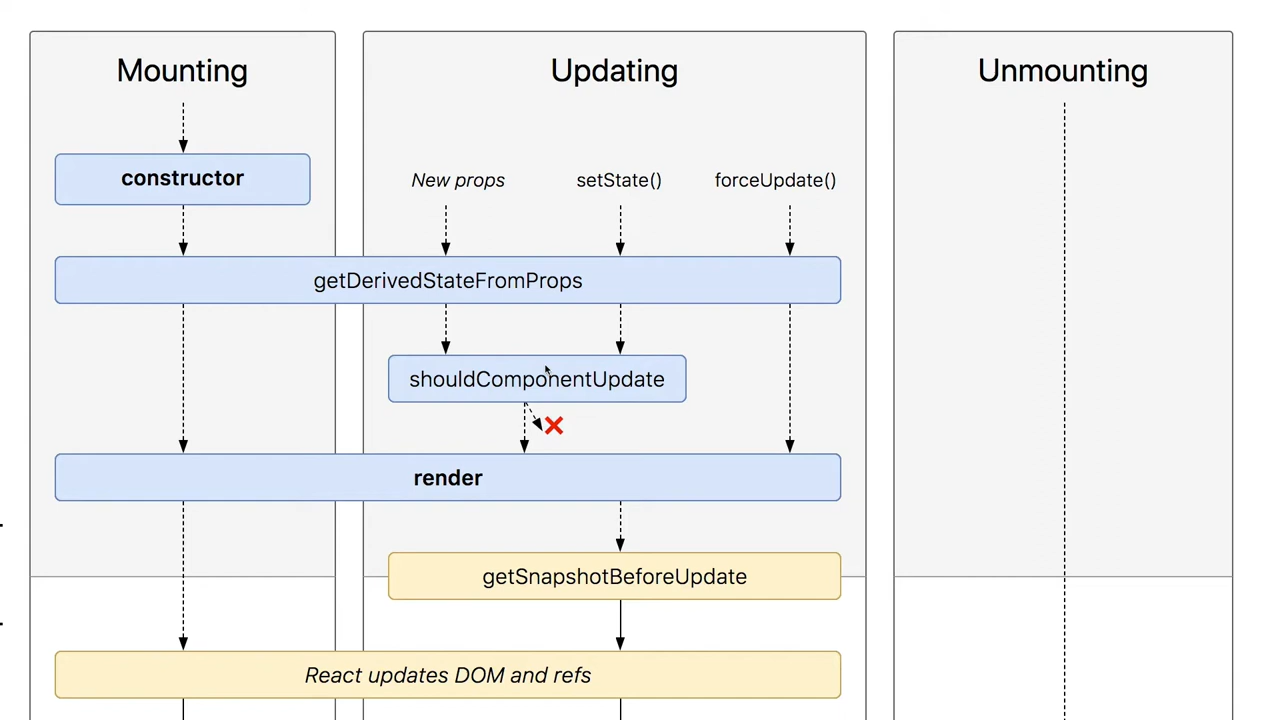 Mounting
Updating
Unmounting
constructor
New props
setState()
forceUpdate()
getDerivedStateFromProps
shouldComponentUpdate
render
getSnapshotBeforeUpdate
React updates DOM and refs